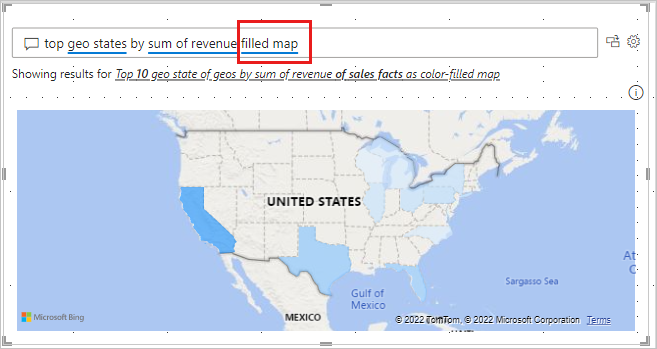 top geo states by sum of revenue filled map
Showing results for Top 10 geo state of geos by sum of revenue of sales facts as color-filled map
UNITED STATES
Sargasso Sea
Gulf of
Mexico
MEXICO
Microsoft Bing
© 2022 TomTom, © 2022 Microsoft Corporation Terms